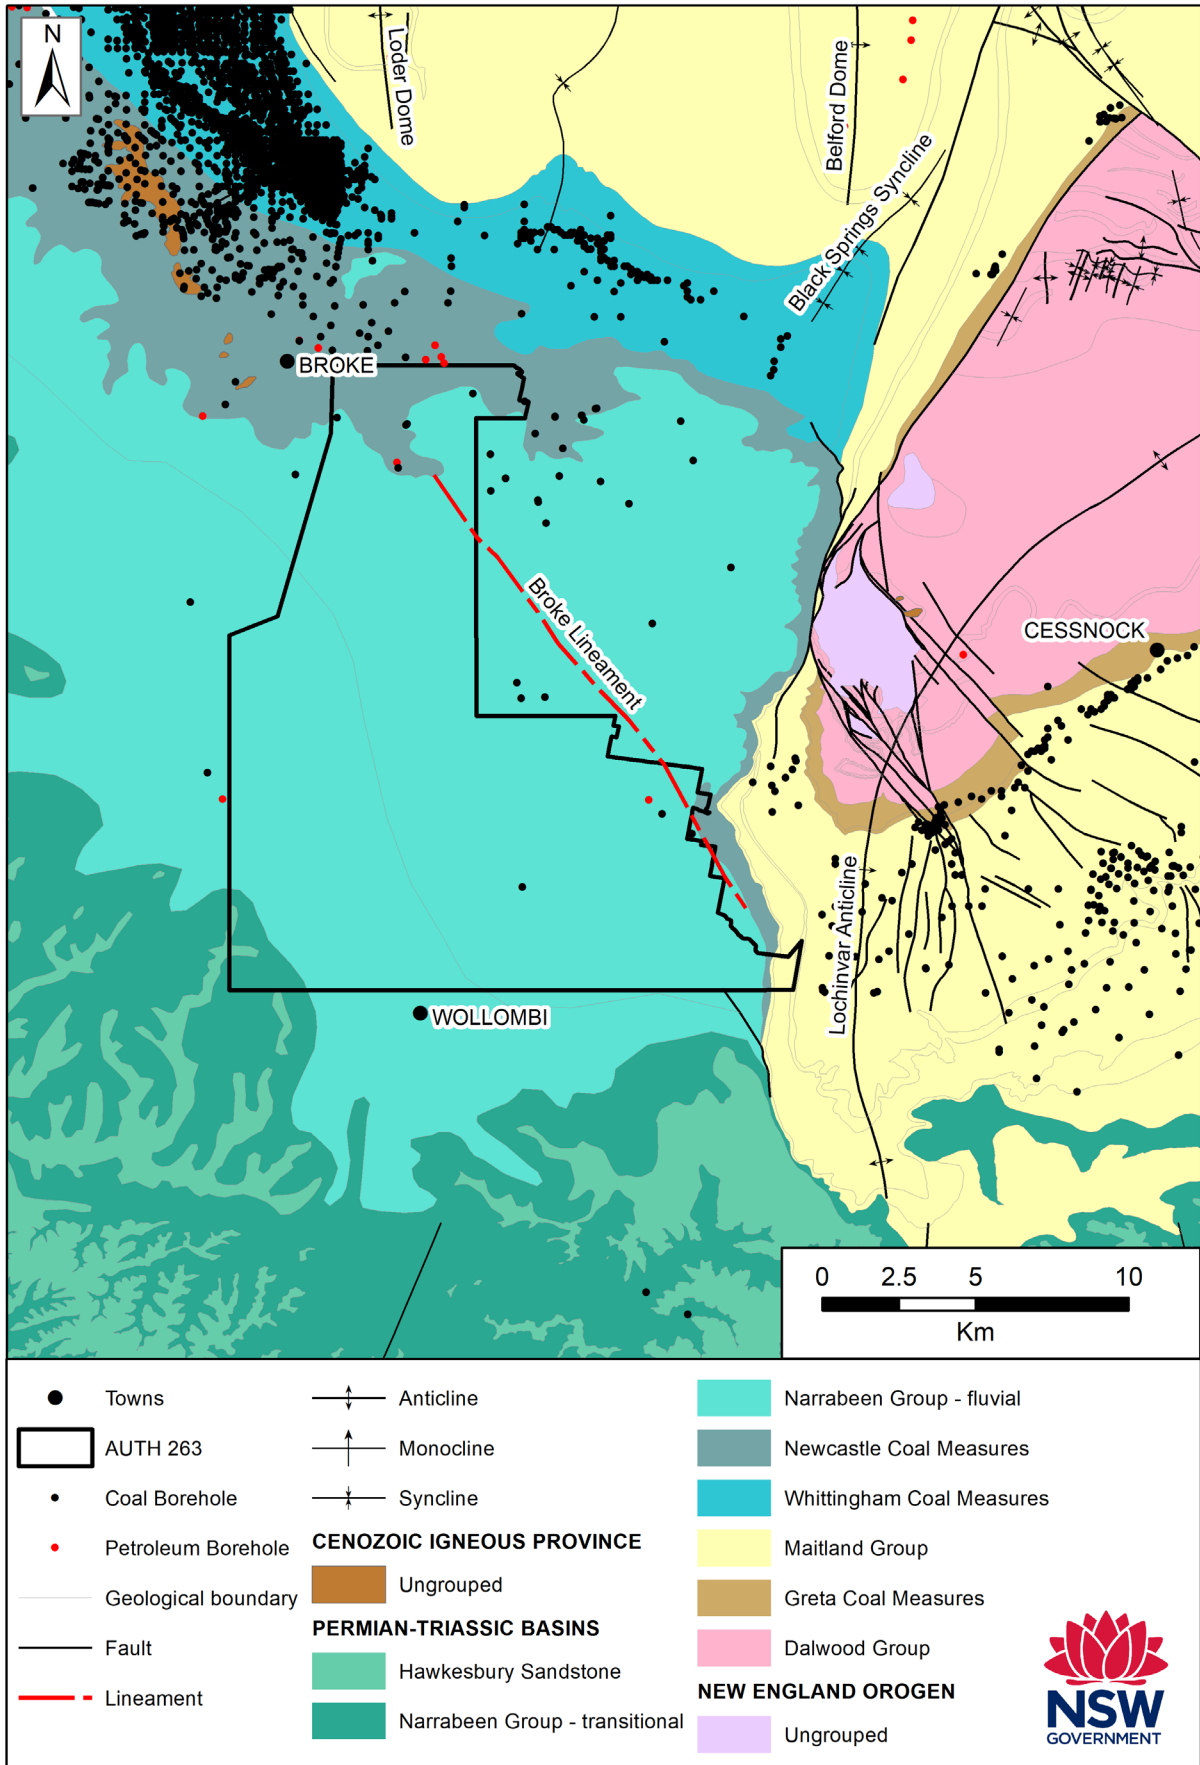 N
Loder Dome
Belford Dome
Black Springs Syncline
BROKE
Broke Lineament
CESSNOCK
Lochinvar Anticline
WOLLOMBI
0 2.5 5 10
Km
Towns
AUTH 263
Coal Borehole
Petroleum Borehole
Geological boundary
Fault
Lineament
Anticline
Monocline
Syncline
CENOZOIC IGNEOUS PROVINCE
Ungrouped
PERMIAN-TRIASSIC BASINS
Hawkesbury Sandstone
Narrabeen Group - transitional
Narrabeen Group - fluvial
Newcastle Coal Measures
Whittingham Coal Measures
Maitland Group
Greta Coal Measures
Dalwood Group
NEW ENGLAND OROGEN
Ungrouped
NSW
GOVERNMENT